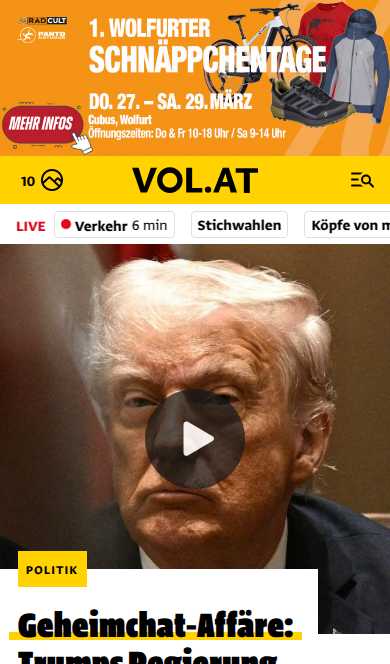 RADCULT
PANTO
1. WOLFURTER
SCHNÄPPCHENTAGE
DO. 27. – SA. 29. MÄRZ
Cubus, Wolfurt
Öffnungszeiten: Do & Fr 10-18 Uhr / Sa 9-14 Uhr
MEHR INFOS
10
VOL.AT
LIVE
Verkehr 6 min
Stichwahlen
Köpfe von
POLITIK
Geheimchat-Affäre:
Trumps Regierung